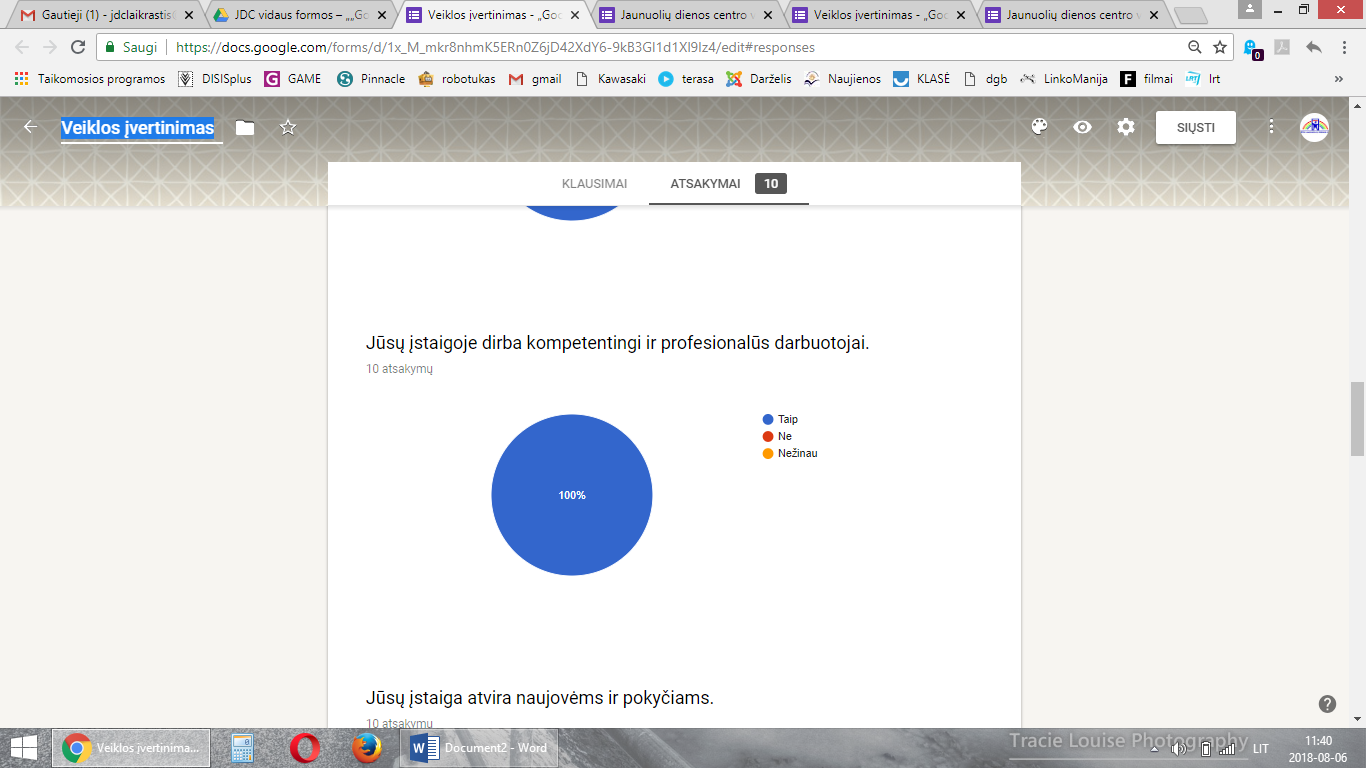 Gautieji (1) - jdclaikrastis
JDC vidaus formos – „Go
Veiklos įvertinimas - „Goo
Jaunuolių dienos centro v
Veiklos įvertinimas - „Goo
Jaunuolių dienos centro v
Saugi
https://docs.google.com/forms/d/1x_M_mkr8nhmK5ERn0Z6jD42XdY6-9kB3Gl1d1Xl9Iz4/edit#responses
0
Taikomosios programos
DISISplus
GAME
Pinnacle
robotukas
gmail
Kawasaki
terasa
Darželis
Naujienos
KLASĖ
dgb
LinkoManija
filmai
lrt
»
Veiklos įvertinimas
SIŲSTI
KLAUSIMAI
ATSAKYMAI 10
Jūsų įstaigoje dirba kompetentingi ir profesionalūs darbuotojai.
10 atsakymų
Taip
Ne
Nežinau
100%
Jūsų įstaiga atvira naujovėms ir pokyčiams.
10 atsakymų
Veiklos įvertinima...
Document2 - Word
Tracie Louise Photography
LIT
11:40
2018-08-06